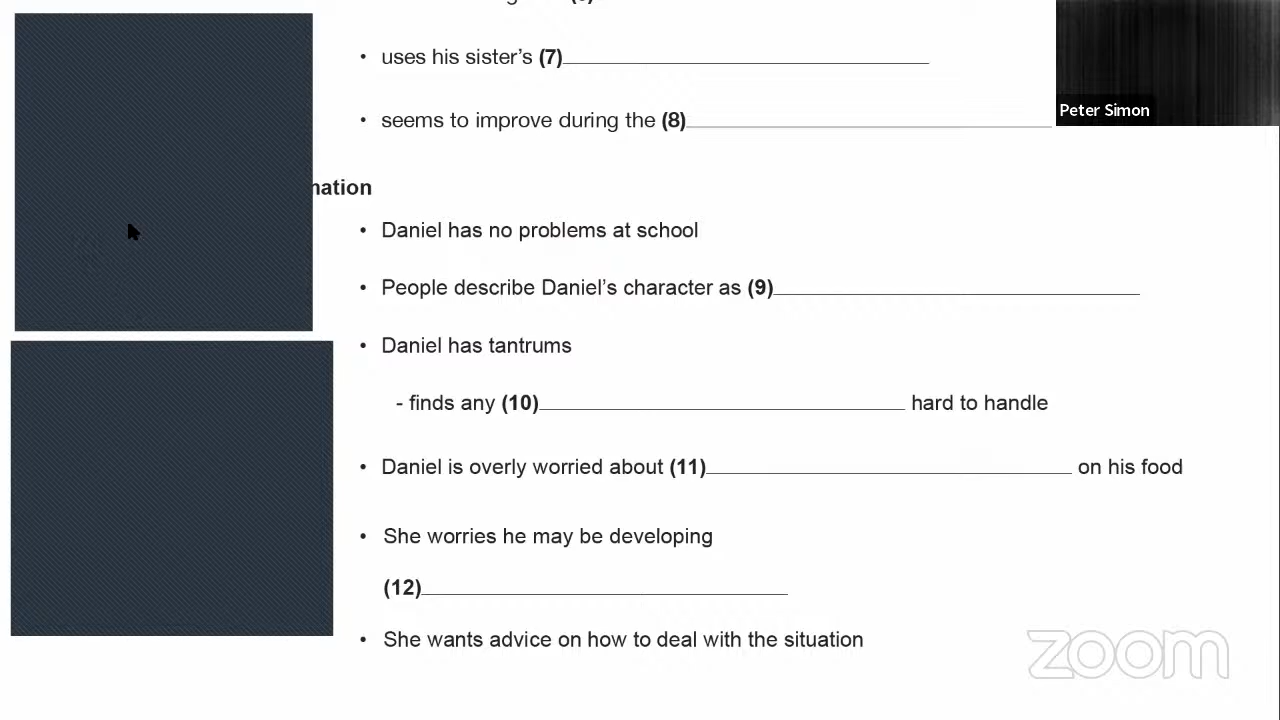 • uses his sister's (7)
Peter Simon
• seems to improve during the (8)
mation
• Daniel has no problems at school
• People describe Daniel's character as (9)
• Daniel has tantrums
- finds any (10) hard to handle
• Daniel is overly worried about (11) on his food
• She worries he may be developing
(12)
• She wants advice on how to deal with the situation
zoom